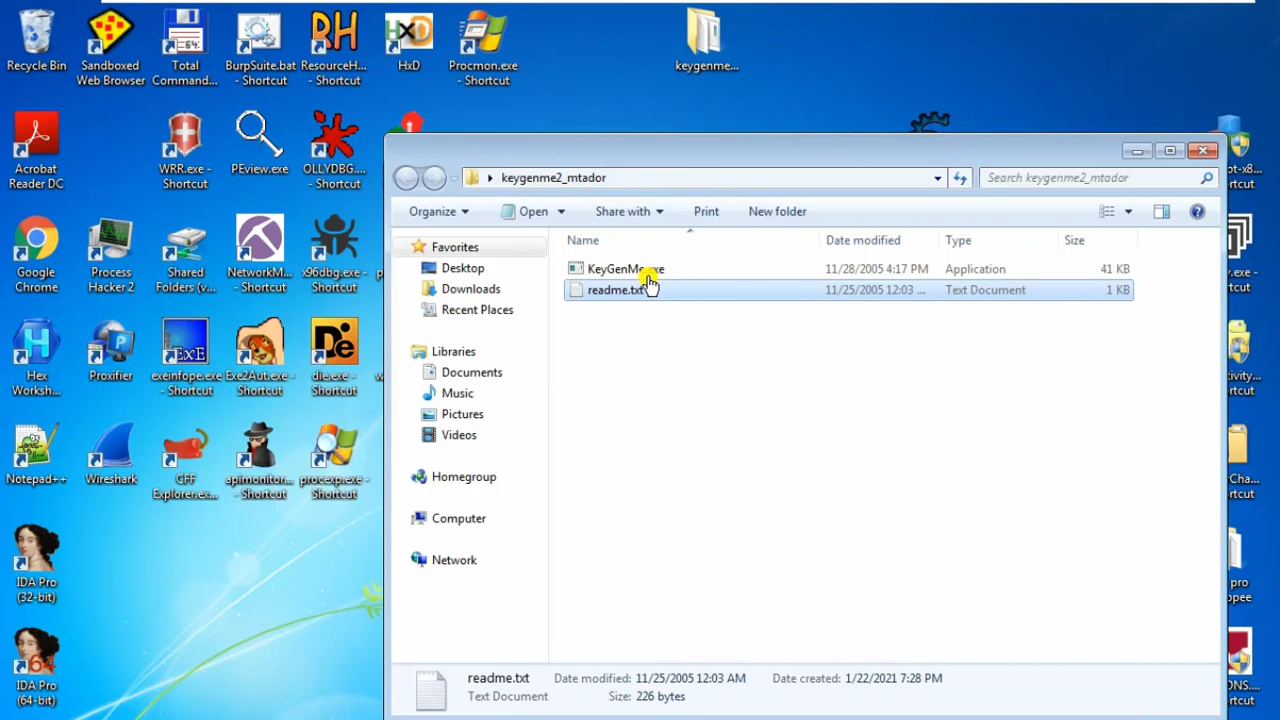 Recycle Bin
Sandboxed
Web Browser
Total
Command...
BurpSuite.bat
- Shortcut
ResourceH...
- Shortcut
HxD
Procmon.exe
- Shortcut
keygenme...
Acrobat
Reader DC
WRR.exe -
Shortcut
PEview.exe
OLLYDBG....
- Shortcut
Google
Chrome
Process
Hacker 2
Shared
Folders (v...
NetworkM...
- Shortcut
x96dbg.exe -
Shortcut
Hex
Worksh...
Proxifier
exeinfope.exe
- Shortcut
Exe2Aut.exe -
Shortcut
die.exe -
Shortcut
Notepad++
Wireshark
CFF
Explorer.ex...
apimonitor...
- Shortcut
procexp.exe -
Shortcut
IDA Pro
(32-bit)
IDA Pro
(64-bit)
keygenme2_mtador
Search keygenme2_mtador
Organize
Open
Share with
Print
New folder
Name
Date modified
Type
Size
KeyGenMe.exe
11/28/2005 4:17 PM
Application
41 KB
readme.txt
11/25/2005 12:03 ...
Text Document
1 KB
Favorites
Desktop
Downloads
Recent Places
Libraries
Documents
Music
Pictures
Videos
Homegroup
Computer
Network
readme.txt
Date modified: 11/25/2005 12:03 AM
Date created: 1/22/2021 7:28 PM
Text Document
Size: 226 bytes